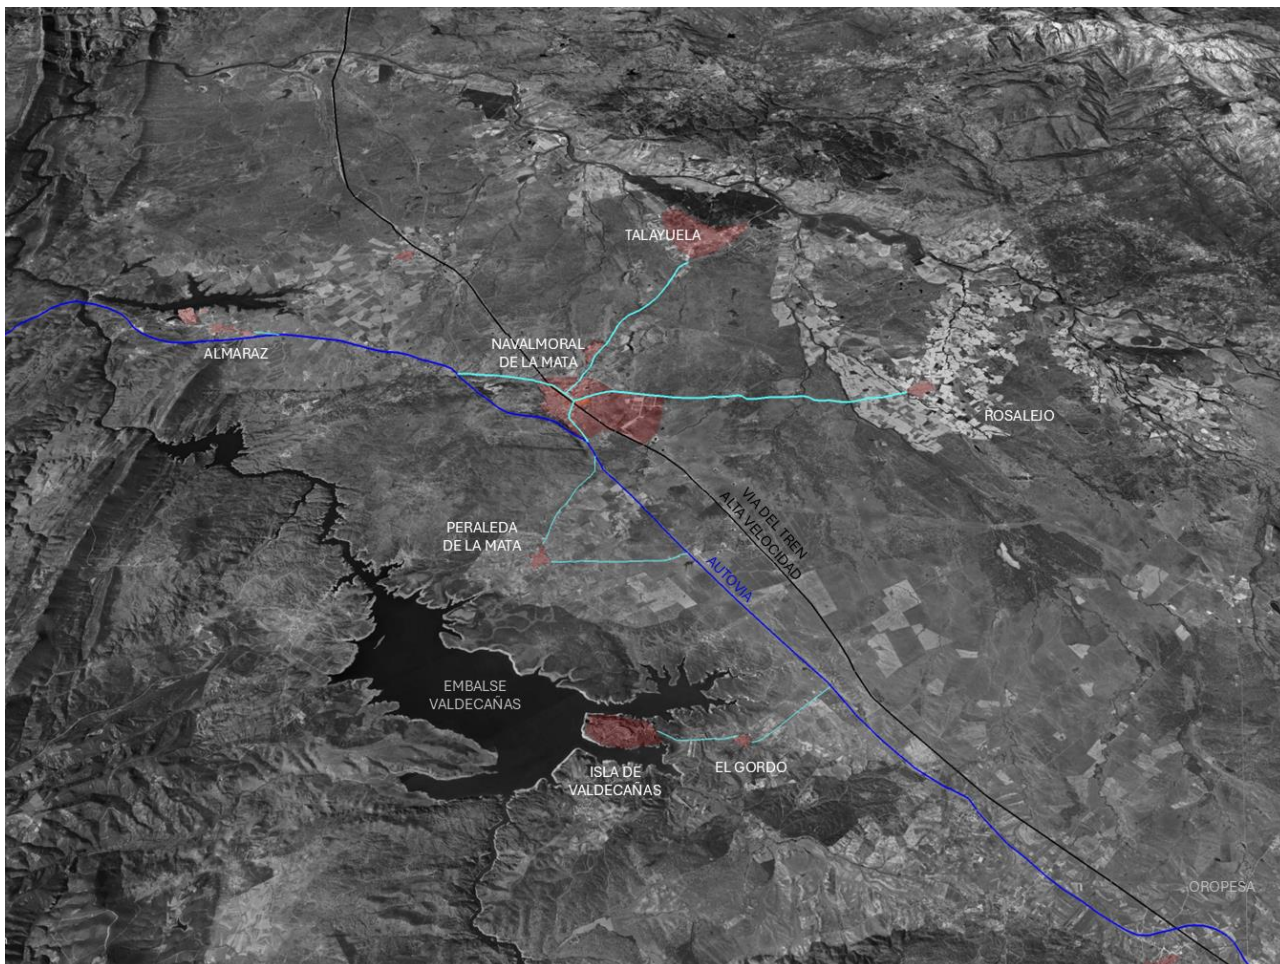 TALAYUELA
NAVALMORAL
DE LA MATA
ALMARAZ
ROSALEJO
VIA DEL TREN
ALTA VELOCIDAD
PERALEDA
DE LA MATA
AUTOVIA
EMBALSE
VALDECAÑAS
ISLA DE
VALDECAÑAS
EL GORDO
OROPESA